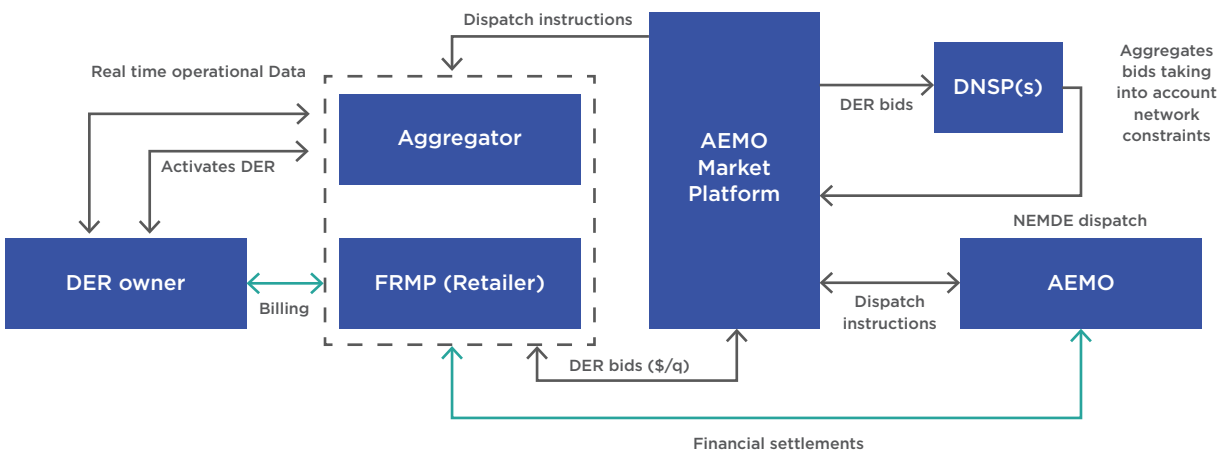 Dispatch instructions
Real time operational Data
Aggregator
Activates DER
DER owner
Billing
FRMP (Retailer)
AEMO
Market
Platform
DER bids
DNSP(s)
Aggregates
bids taking
into account
network
constraints
NEMDE dispatch
AEMO
Dispatch
instructions
DER bids ($/q)
Financial settlements